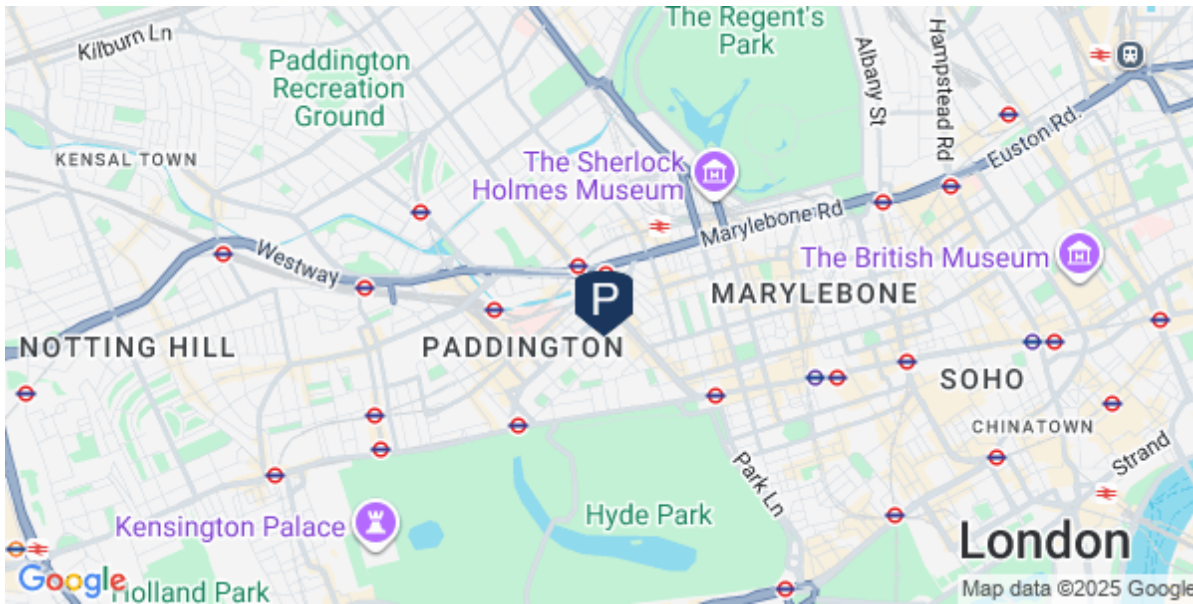 The Regent's
Park
Kilburn Ln
Paddington
Recreation
Ground
Albany St
Hampstead Rd
Euston Rd.
KENSAL TOWN
The Sherlock
Holmes Museum
Marylebone Rd
Westway
The British Museum
P
MARYLEBONE
NOTTING HILL
PADDINGTON
SOHO
CHINATOWN
Strand
Park Ln
Kensington Palace
Hyde Park
London
Google
Holland Park
Map data ©2025 Google